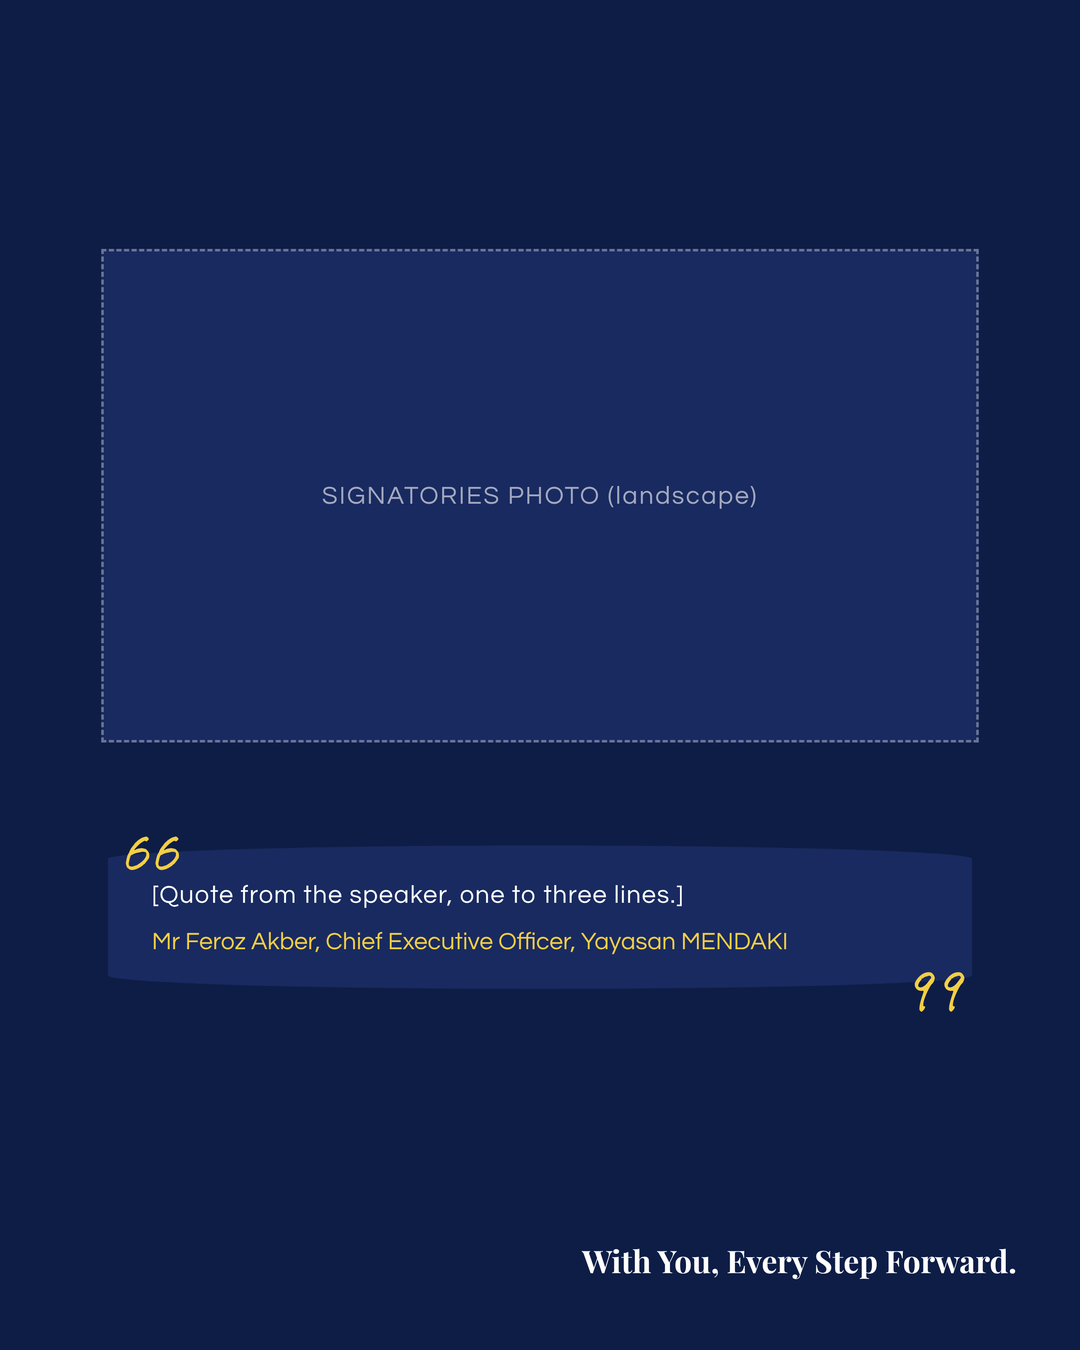 SIGNATORIES PHOTO (landscape)
66
[Quote from the speaker, one to three lines.]
Mr Feroz Akber, Chief Executive Officer, Yayasan MENDAKI
99
With You, Every Step Forward.